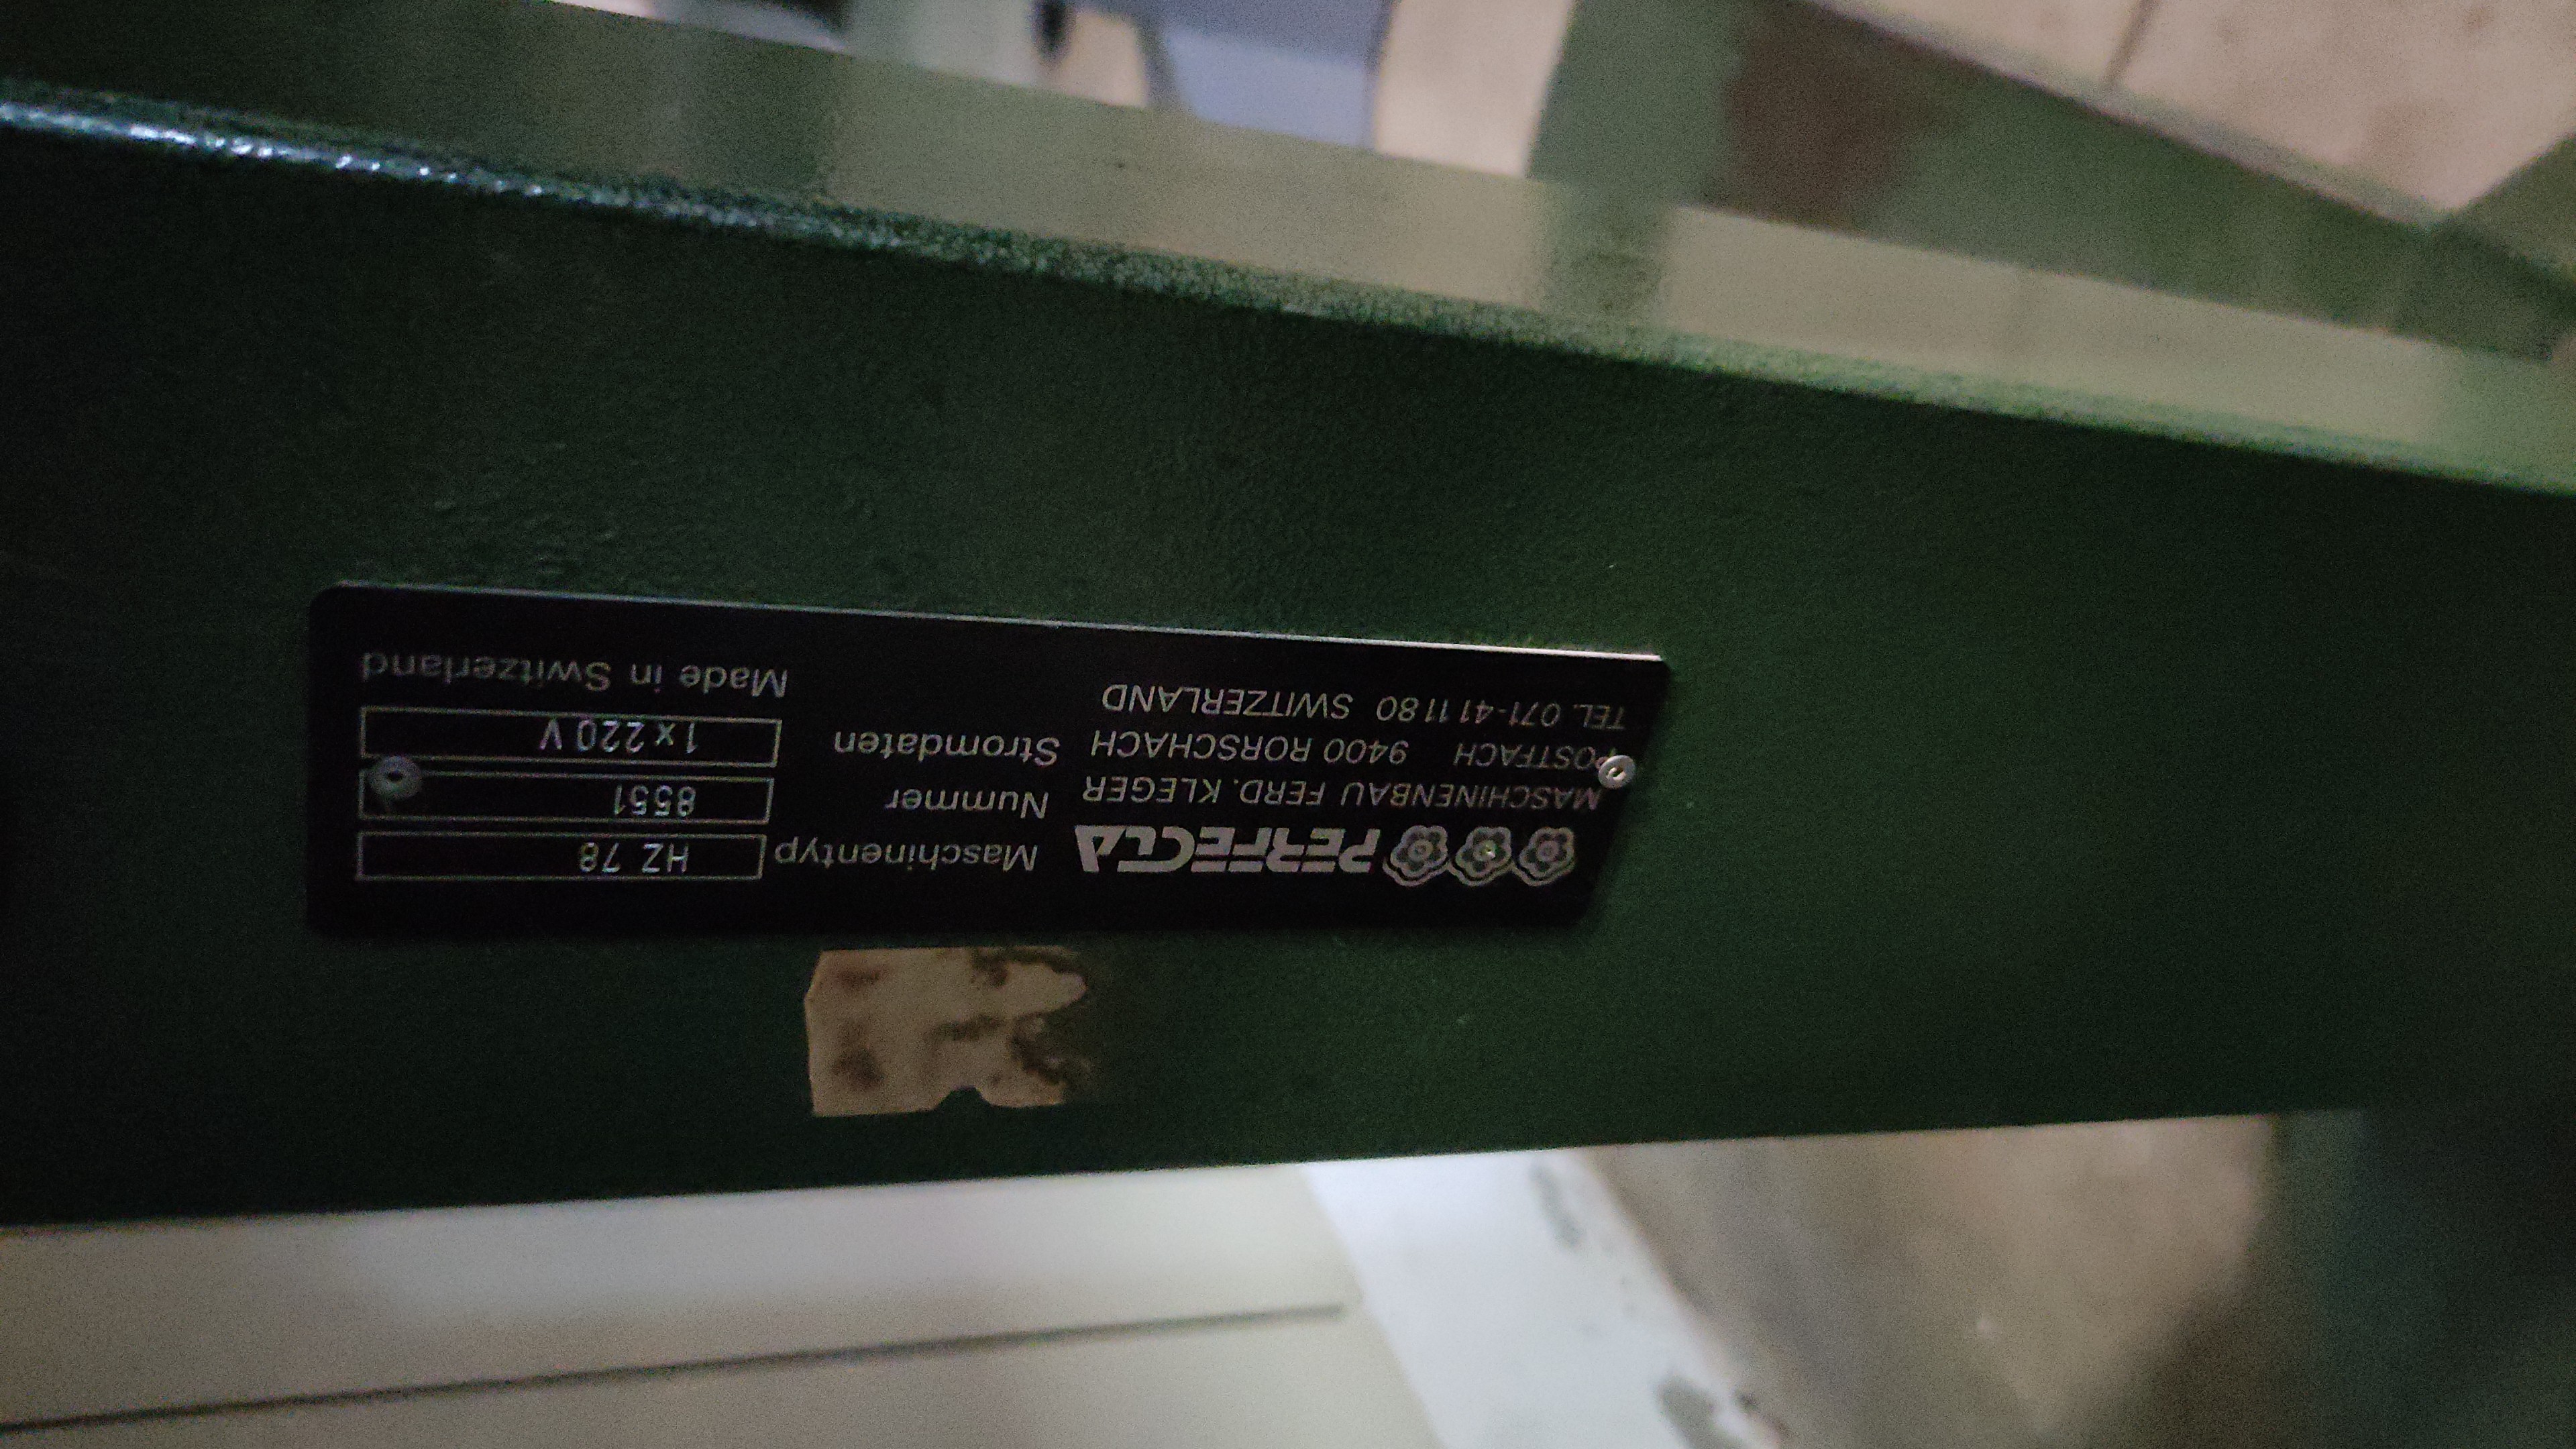 PERFECTA
MASCHINENBAU FERD. KLEGER
POSTFACH 9400 RORSCHACH
TEL. 071-41 11 80 SWITZERLAND
Maschinentyp HZ 78
Nummer 8551
Stromdaten 1 x 220 V
Made in Switzerland